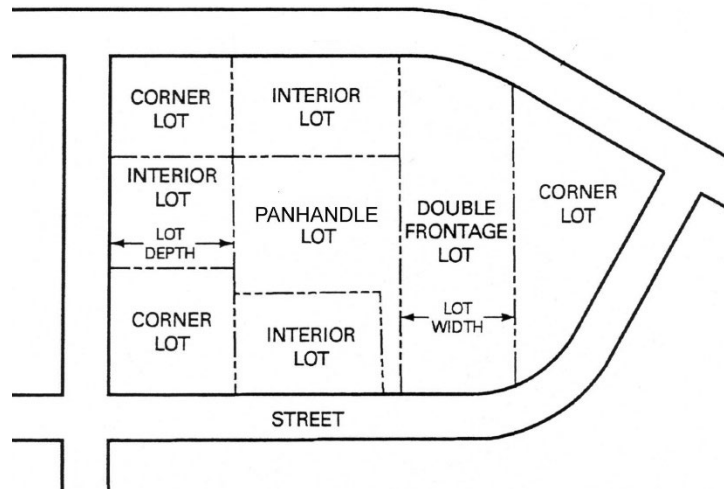 CORNER
LOT
INTERIOR
LOT
INTERIOR
LOT
LOT
DEPTH
PANHANDLE
LOT
DOUBLE
FRONTAGE
LOT
CORNER
LOT
LOT
WIDTH
CORNER
LOT
INTERIOR
LOT
STREET